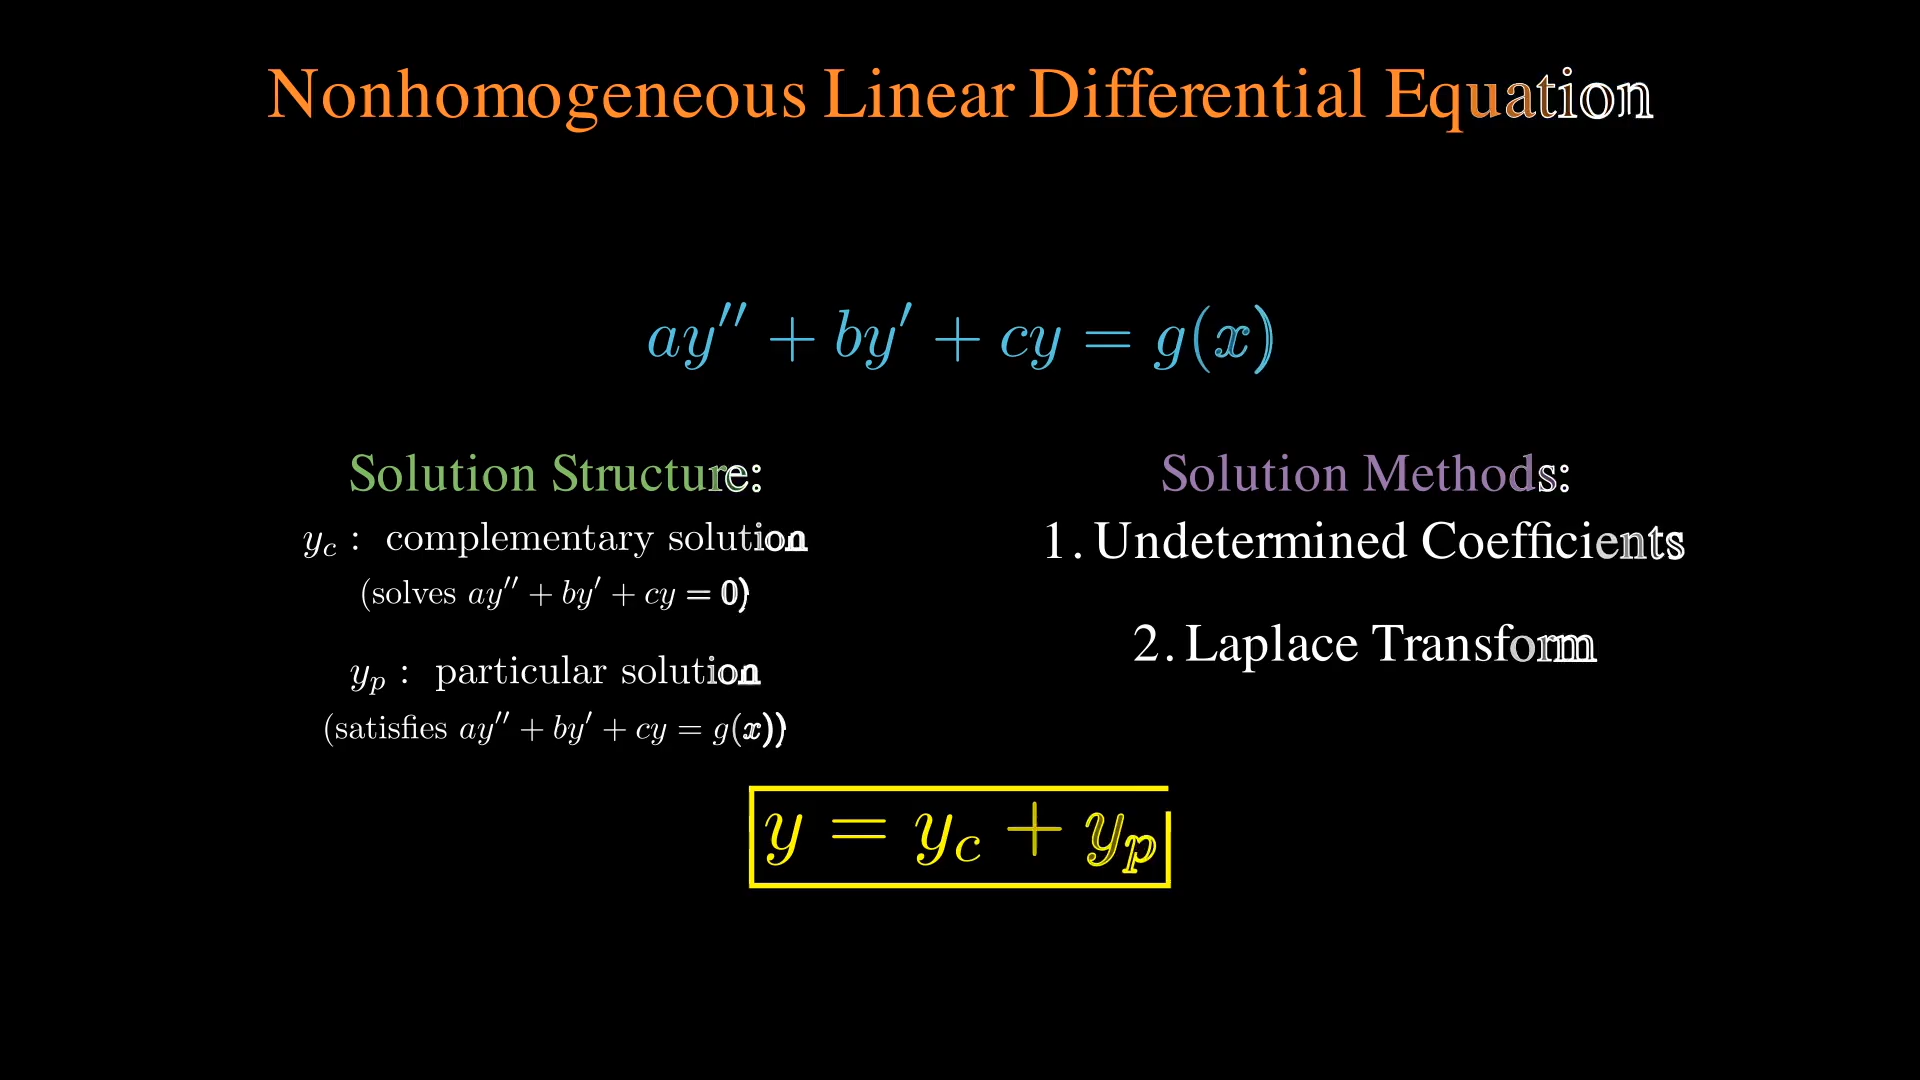 Nonhomogeneous Linear Differential Equation
ay′′ + by′ + cy = g(x)
Solution Structure:
y_c : complementary solution
(solves ay′′ + by′ + cy = 0)
y_p : particular solution
(satisfies ay′′ + by′ + cy = g(x))
Solution Methods:
1. Undetermined Coefficients
2. Laplace Transform
y = y_c + y_p